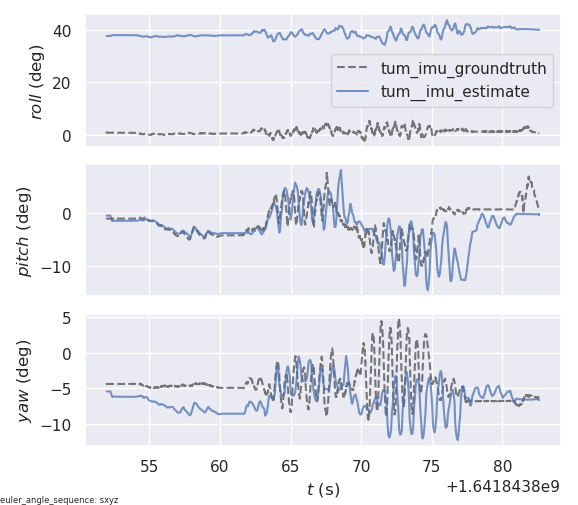 40
20
0
roll (deg)
tum_imu_groundtruth
tum__imu_estimate
0
−10
pitch (deg)
5
0
−5
−10
yaw (deg)
55 60 65 70 75 80
t (s)
+1.6418438e9
euler_angle_sequence: sxyz